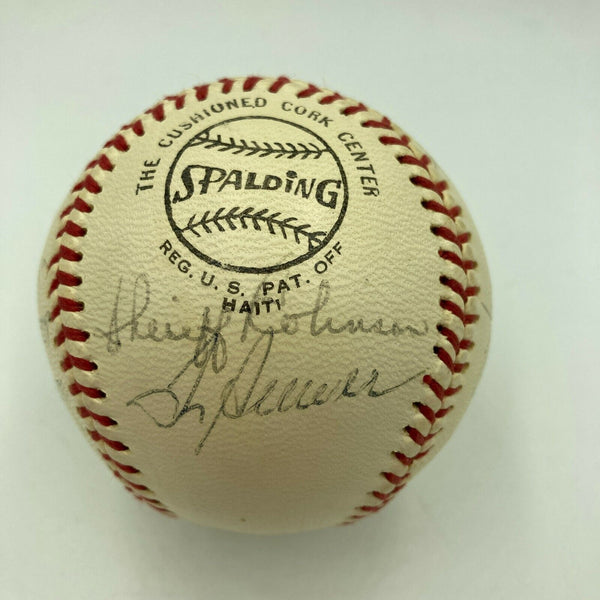 THE CUSHIONED CORK CENTER
SPALDING
REG. U. S. PAT. OFF
HAITI
Sheriff Robinson